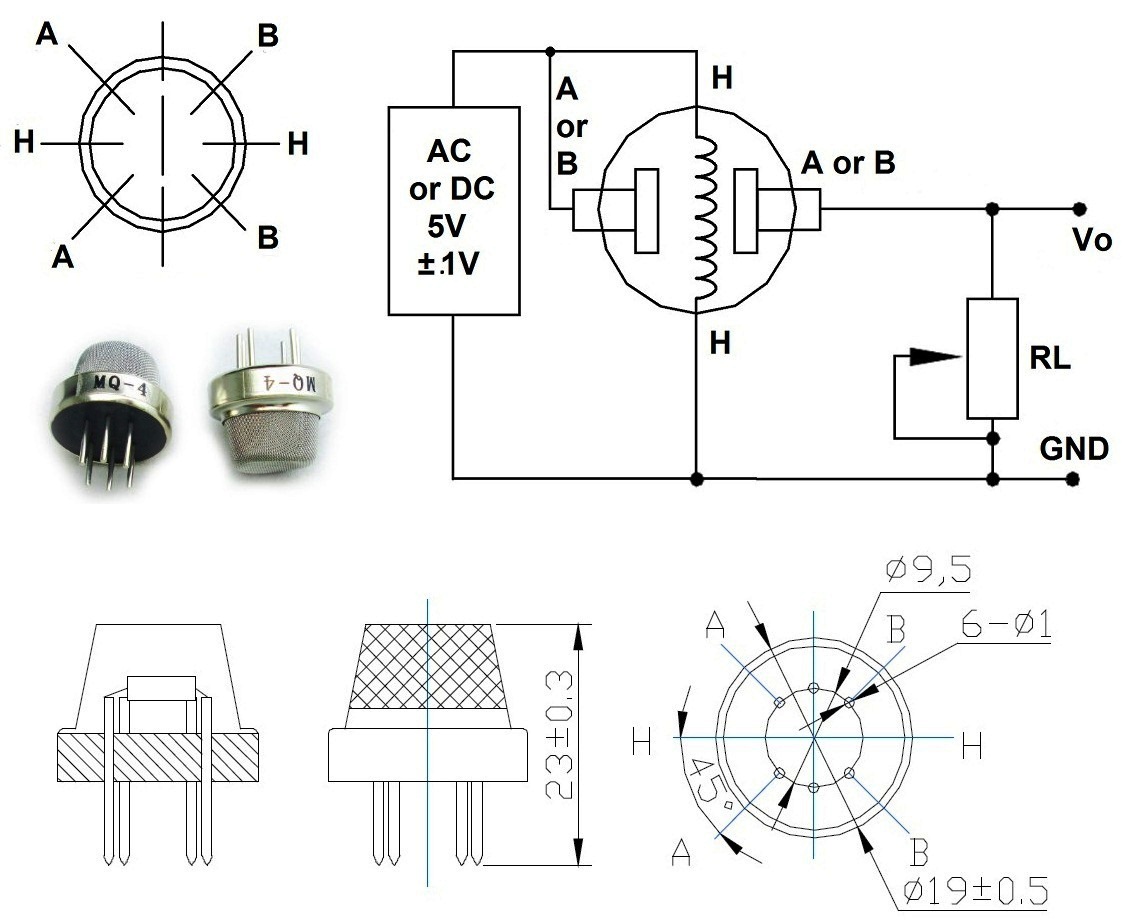 A
B
H
H
A
B
AC
or DC
5V
±.1V
A
or
B
H
A or B
H
Vo
RL
GND
MQ-4
MQ-4
23±0.3
ø9,5
6-ø1
A
B
H
H
45°
A
B
ø19±0.5